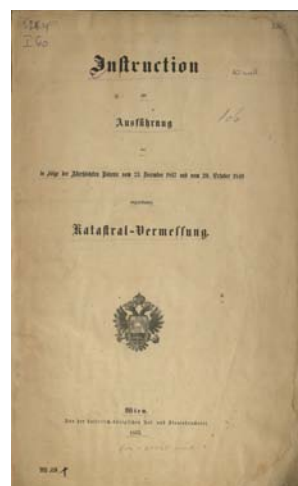 Instruction
zur
Ausführung
der
in Folge der Allerhöchsten Patente vom 23. December 1817 und vom 20. October 1849
angeordneten
Katastral-Vermessung.
Wien.
Aus der kaiserlich-königlichen Hof- und Staatsdruckerei.